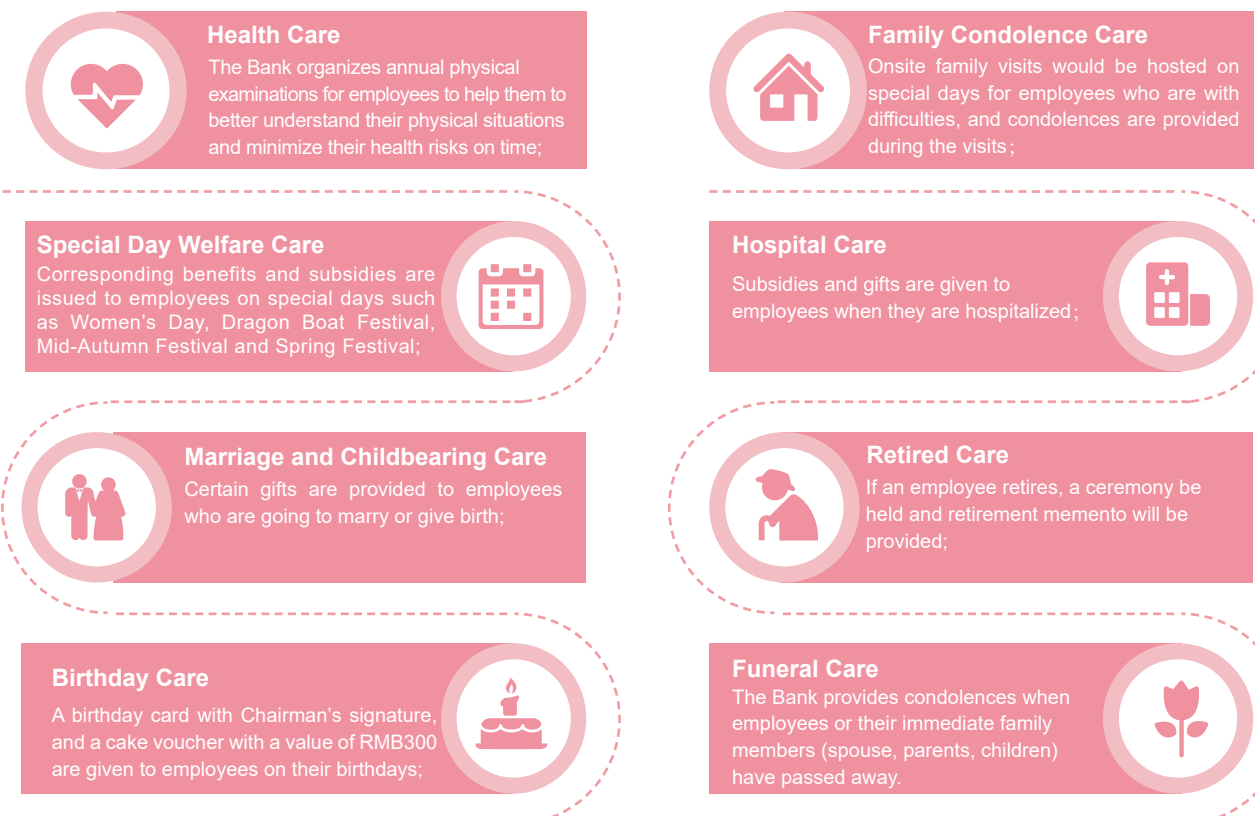 Health Care
The Bank organizes annual physical
examinations for employees to help them to
better understand their physical situations
and minimize their health risks on time;
Special Day Welfare Care
Corresponding benefits and subsidies are
issued to employees on special days such
as Women's Day, Dragon Boat Festival,
Mid-Autumn Festival and Spring Festival;
Marriage and Childbearing Care
Certain gifts are provided to employees
who are going to marry or give birth;
Birthday Care
A birthday card with Chairman's signature,
and a cake voucher with a value of RMB300
are given to employees on their birthdays;
Family Condolence Care
Onsite family visits would be hosted on
special days for employees who are with
difficulties, and condolences are provided
during the visits;
Hospital Care
Subsidies and gifts are given to
employees when they are hospitalized;
Retired Care
If an employee retires, a ceremony be
held and retirement memento will be
provided;
Funeral Care
The Bank provides condolences when
employees or their immediate family
members (spouse, parents, children)
have passed away.